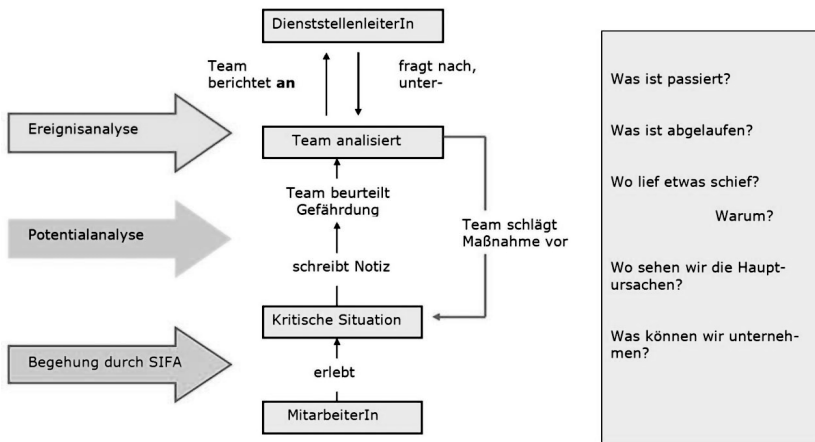 DienststellenleiterIn
Team
berichtet an
fragt nach,
unter-
Ereignisanalyse
Team analisiert
Team beurteilt
Gefährdung
Potentialanalyse
Team schlägt
Maßnahme vor
schreibt Notiz
Kritische Situation
Begehung durch SIFA
erlebt
MitarbeiterIn
Was ist passiert?
Was ist abgelaufen?
Wo lief etwas schief?
Warum?
Wo sehen wir die Haupt-
ursachen?
Was können wir unterneh-
men?